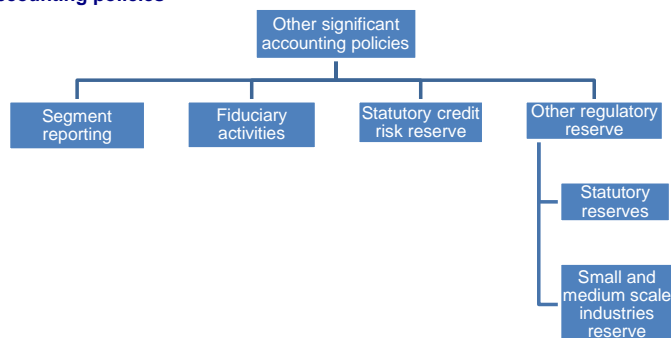 accounting policies
Other significant
accounting policies
Segment
reporting
Fiduciary
activities
Statutory credit
risk reserve
Other regulatory
reserve
Statutory
reserves
Small and
medium scale
industries
reserve